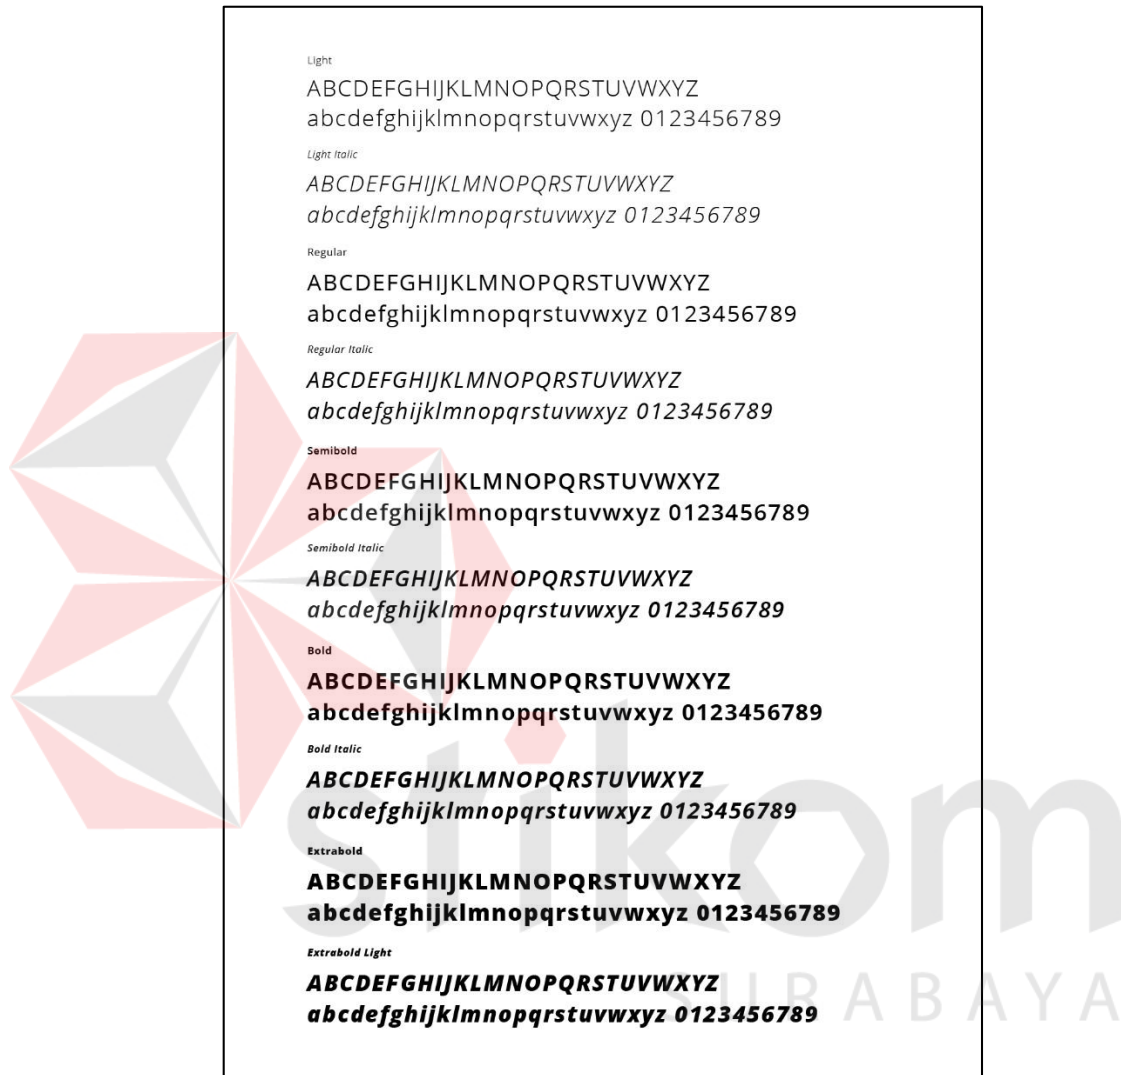 Light
ABCDEFGHIJKLMNOPQRSTUVWXYZ
abcdefghijklmnopqrstuvwxyz 0123456789
Light Italic
ABCDEFGHIJKLMNOPQRSTUVWXYZ
abcdefghijklmnopqrstuvwxyz 0123456789
Regular
ABCDEFGHIJKLMNOPQRSTUVWXYZ
abcdefghijklmnopqrstuvwxyz 0123456789
Regular Italic
ABCDEFGHIJKLMNOPQRSTUVWXYZ
abcdefghijklmnopqrstuvwxyz 0123456789
Semibold
ABCDEFGHIJKLMNOPQRSTUVWXYZ
abcdefghijklmnopqrstuvwxyz 0123456789
Semibold Italic
ABCDEFGHIJKLMNOPQRSTUVWXYZ
abcdefghijklmnopqrstuvwxyz 0123456789
Bold
ABCDEFGHIJKLMNOPQRSTUVWXYZ
abcdefghijklmnopqrstuvwxyz 0123456789
Bold Italic
ABCDEFGHIJKLMNOPQRSTUVWXYZ
abcdefghijklmnopqrstuvwxyz 0123456789
Extrabold
ABCDEFGHIJKLMNOPQRSTUVWXYZ
abcdefghijklmnopqrstuvwxyz 0123456789
Extrabold Light
ABCDEFGHIJKLMNOPQRSTUVWXYZ
abcdefghijklmnopqrstuvwxyz 0123456789
stikom
SURABAYA